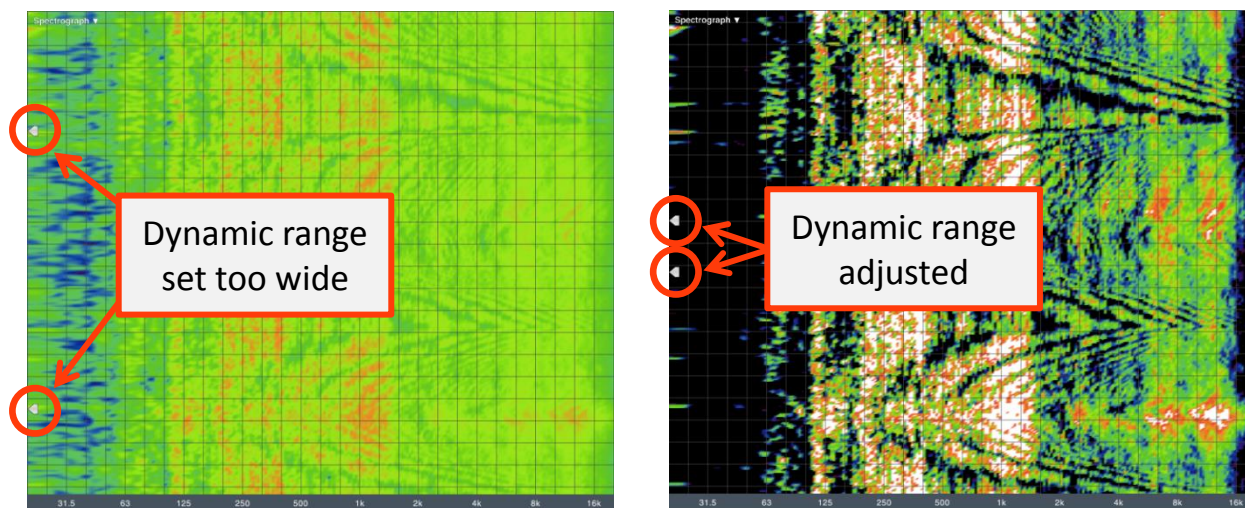 Spectrograph ▼
Dynamic range
set too wide
31.5 63 125 250 500 1k 2k 4k 8k 16k
Spectrograph ▼
Dynamic range
adjusted
31.5 63 125 250 500 1k 2k 4k 8k 16k